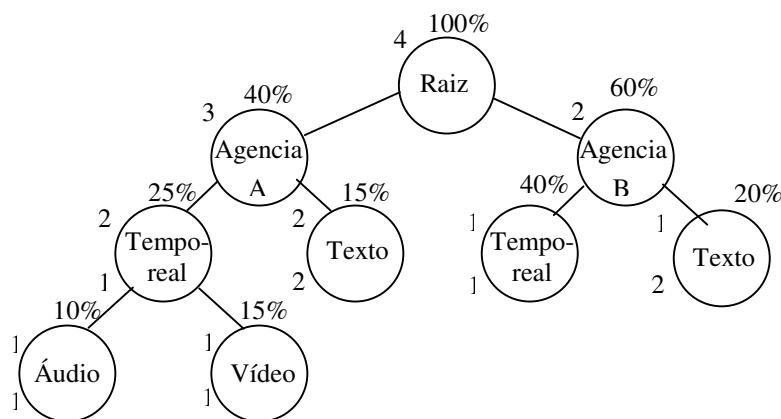 4 100%
Raiz
3 40%
Agencia
A
2 60%
Agencia
B
2 25%
Tempo-
real
1
2 15%
Texto
2
1 40%
Tempo-
real
1
1 20%
Texto
2
1 10%
Áudio
1
1 15%
Vídeo
1